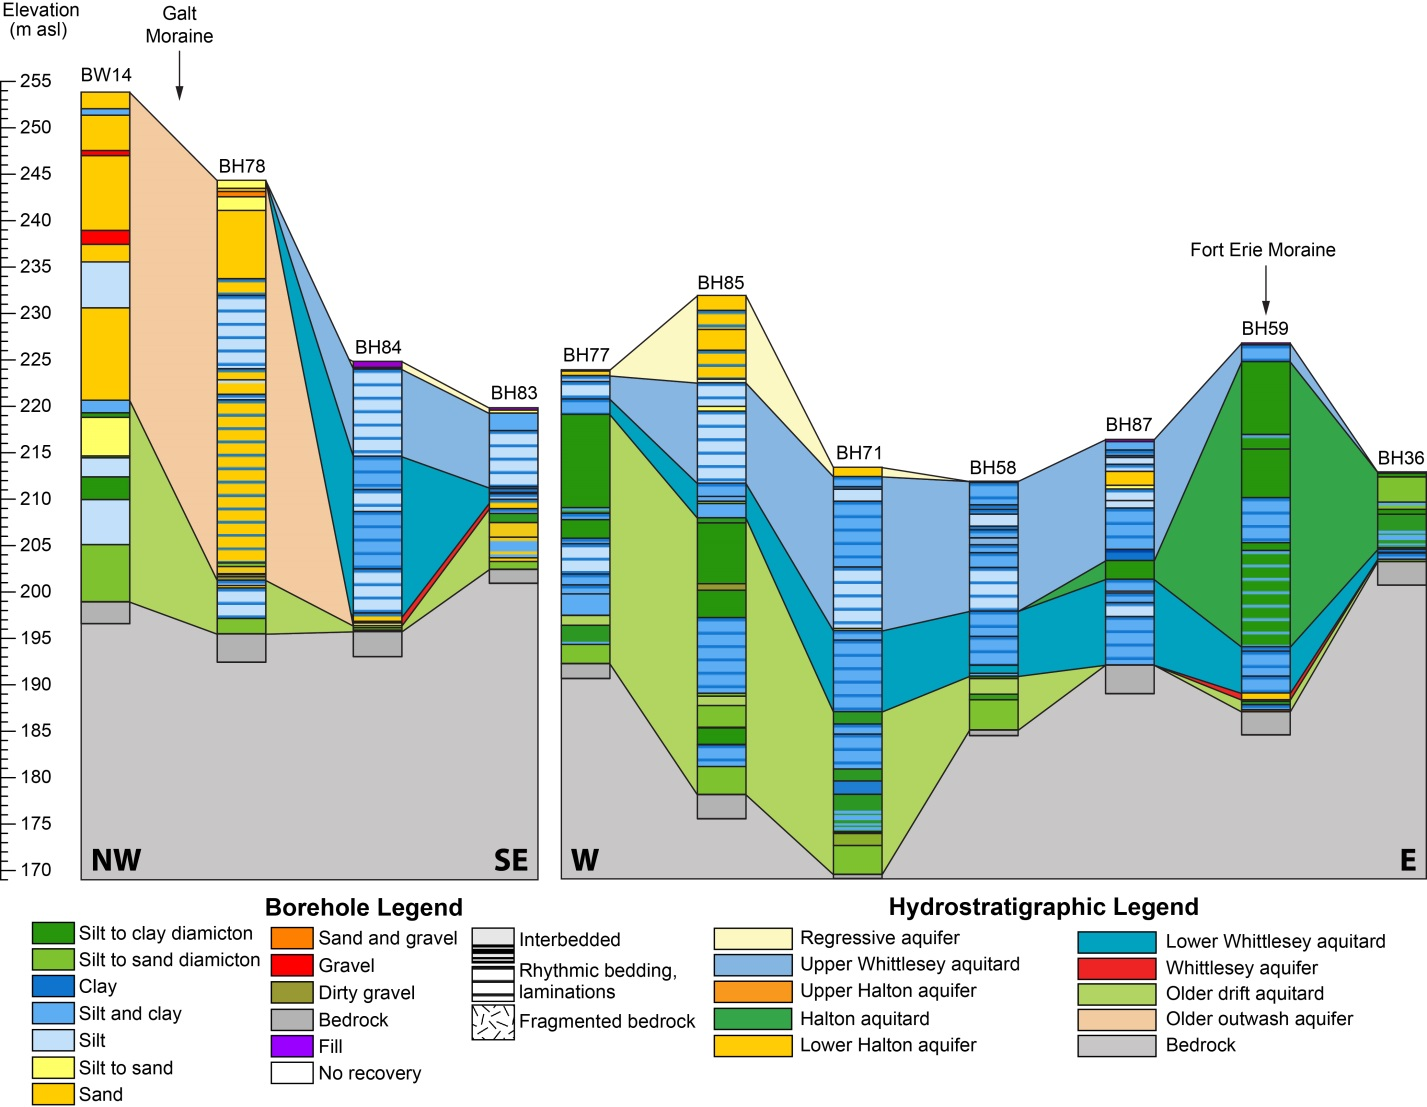 Elevation
(m asl)
Galt
Moraine
BW14
255
250
245
240
235
230
225
220
215
210
205
200
195
190
185
180
175
170
BH78
BH84
BH83
BH77
BH85
BH71
BH58
BH87
Fort Erie Moraine
BH59
BH36
NW
SE
W
E
Borehole Legend
Silt to clay diamicton
Silt to sand diamicton
Clay
Silt and clay
Silt
Silt to sand
Sand
Sand and gravel
Gravel
Dirty gravel
Bedrock
Fill
No recovery
Interbedded
Rhythmic bedding,
laminations
Fragmented bedrock
Hydrostratigraphic Legend
Regressive aquifer
Upper Whittlesey aquitard
Upper Halton aquifer
Halton aquitard
Lower Halton aquifer
Lower Whittlesey aquitard
Whittlesey aquifer
Older drift aquitard
Older outwash aquifer
Bedrock